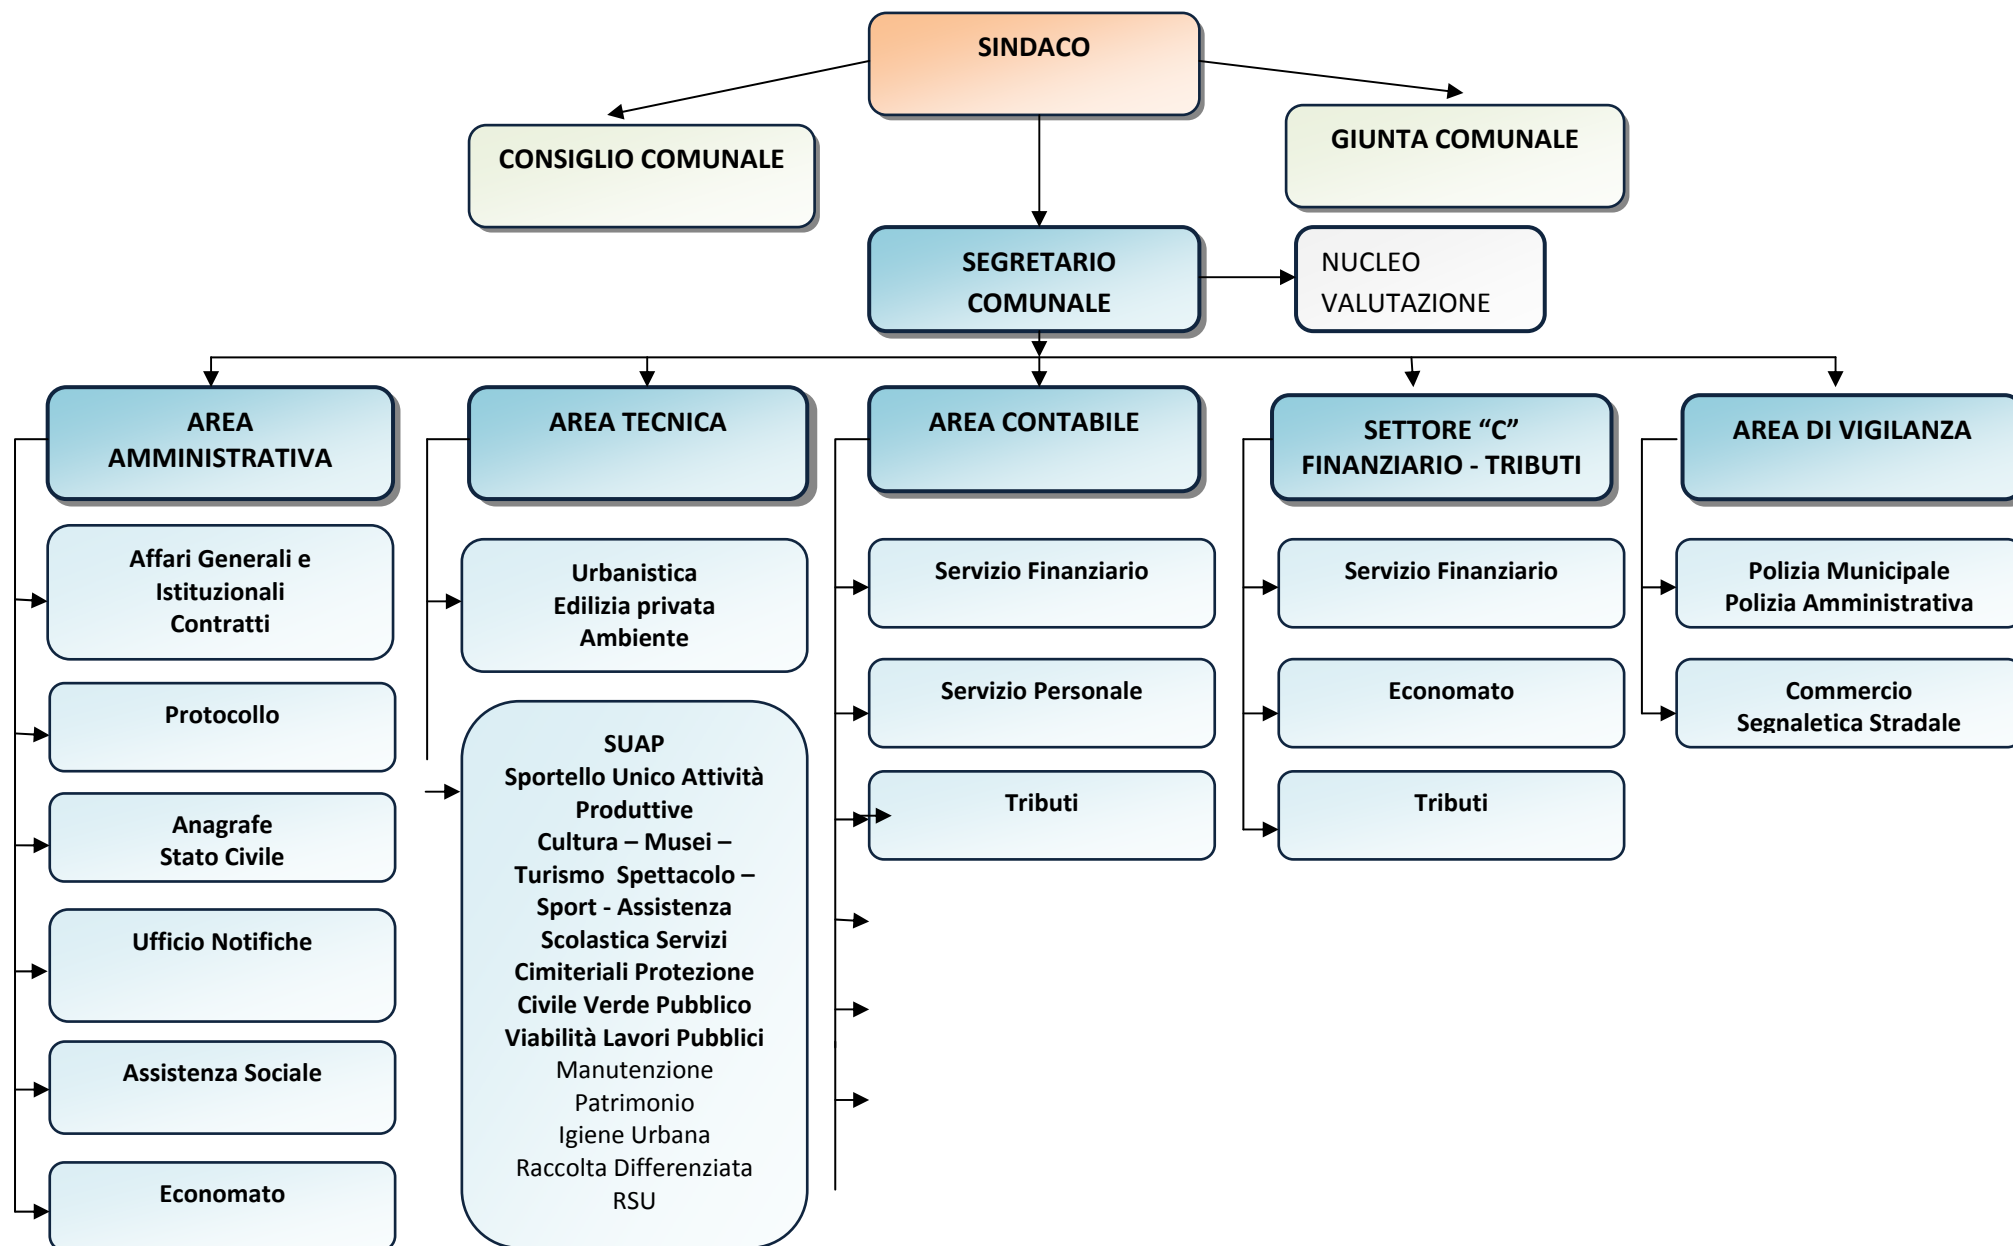 SINDACO
CONSIGLIO COMUNALE
GIUNTA COMUNALE
SEGRETARIO
COMUNALE
NUCLEO
VALUTAZIONE
AREA
AMMINISTRATIVA
AREA TECNICA
AREA CONTABILE
SETTORE “C”
FINANZIARIO - TRIBUTI
AREA DI VIGILANZA
Affari Generali e
Istituzionali
Contratti
Protocollo
Anagrafe
Stato Civile
Ufficio Notifiche
Assistenza Sociale
Economato
Urbanistica
Edilizia privata
Ambiente
SUAP
Sportello Unico Attività
Produttive
Cultura – Musei –
Turismo  Spettacolo –
Sport - Assistenza
Scolastica Servizi
Cimiteriali Protezione
Civile Verde Pubblico
Viabilità Lavori Pubblici
Manutenzione
Patrimonio
Igiene Urbana
Raccolta Differenziata
RSU
Servizio Finanziario
Servizio Personale
Tributi
Servizio Finanziario
Economato
Tributi
Polizia Municipale
Polizia Amministrativa
Commercio
Segnaletica Stradale